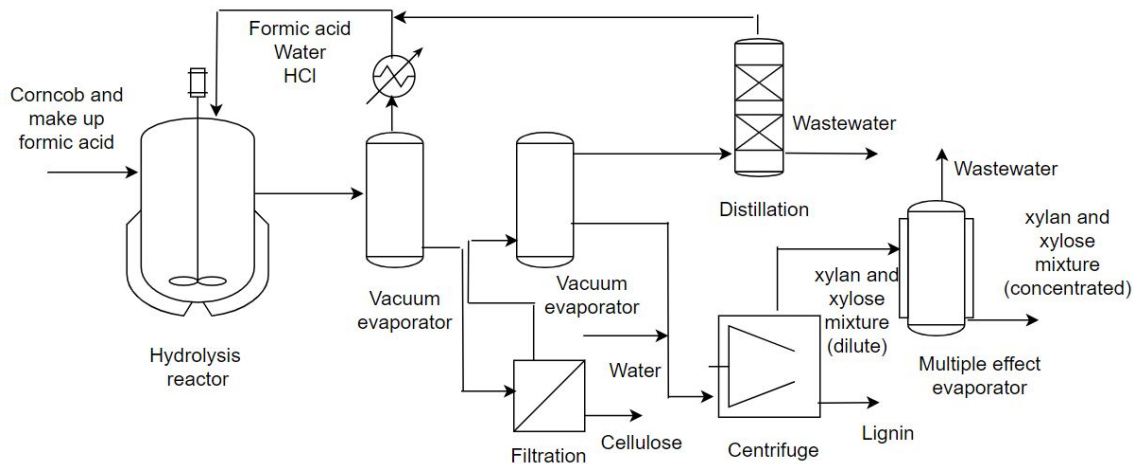 Formic acid
Water
HCl
Corncob and
make up
formic acid
Wastewater
Distillation
Wastewater
xylan and
xylose
mixture
(concentrated)
Vacuum
evaporator
Vacuum
evaporator
xylan and
xylose
mixture
(dilute)
Hydrolysis
reactor
Water
Multiple effect
evaporator
Filtration
Cellulose
Centrifuge
Lignin